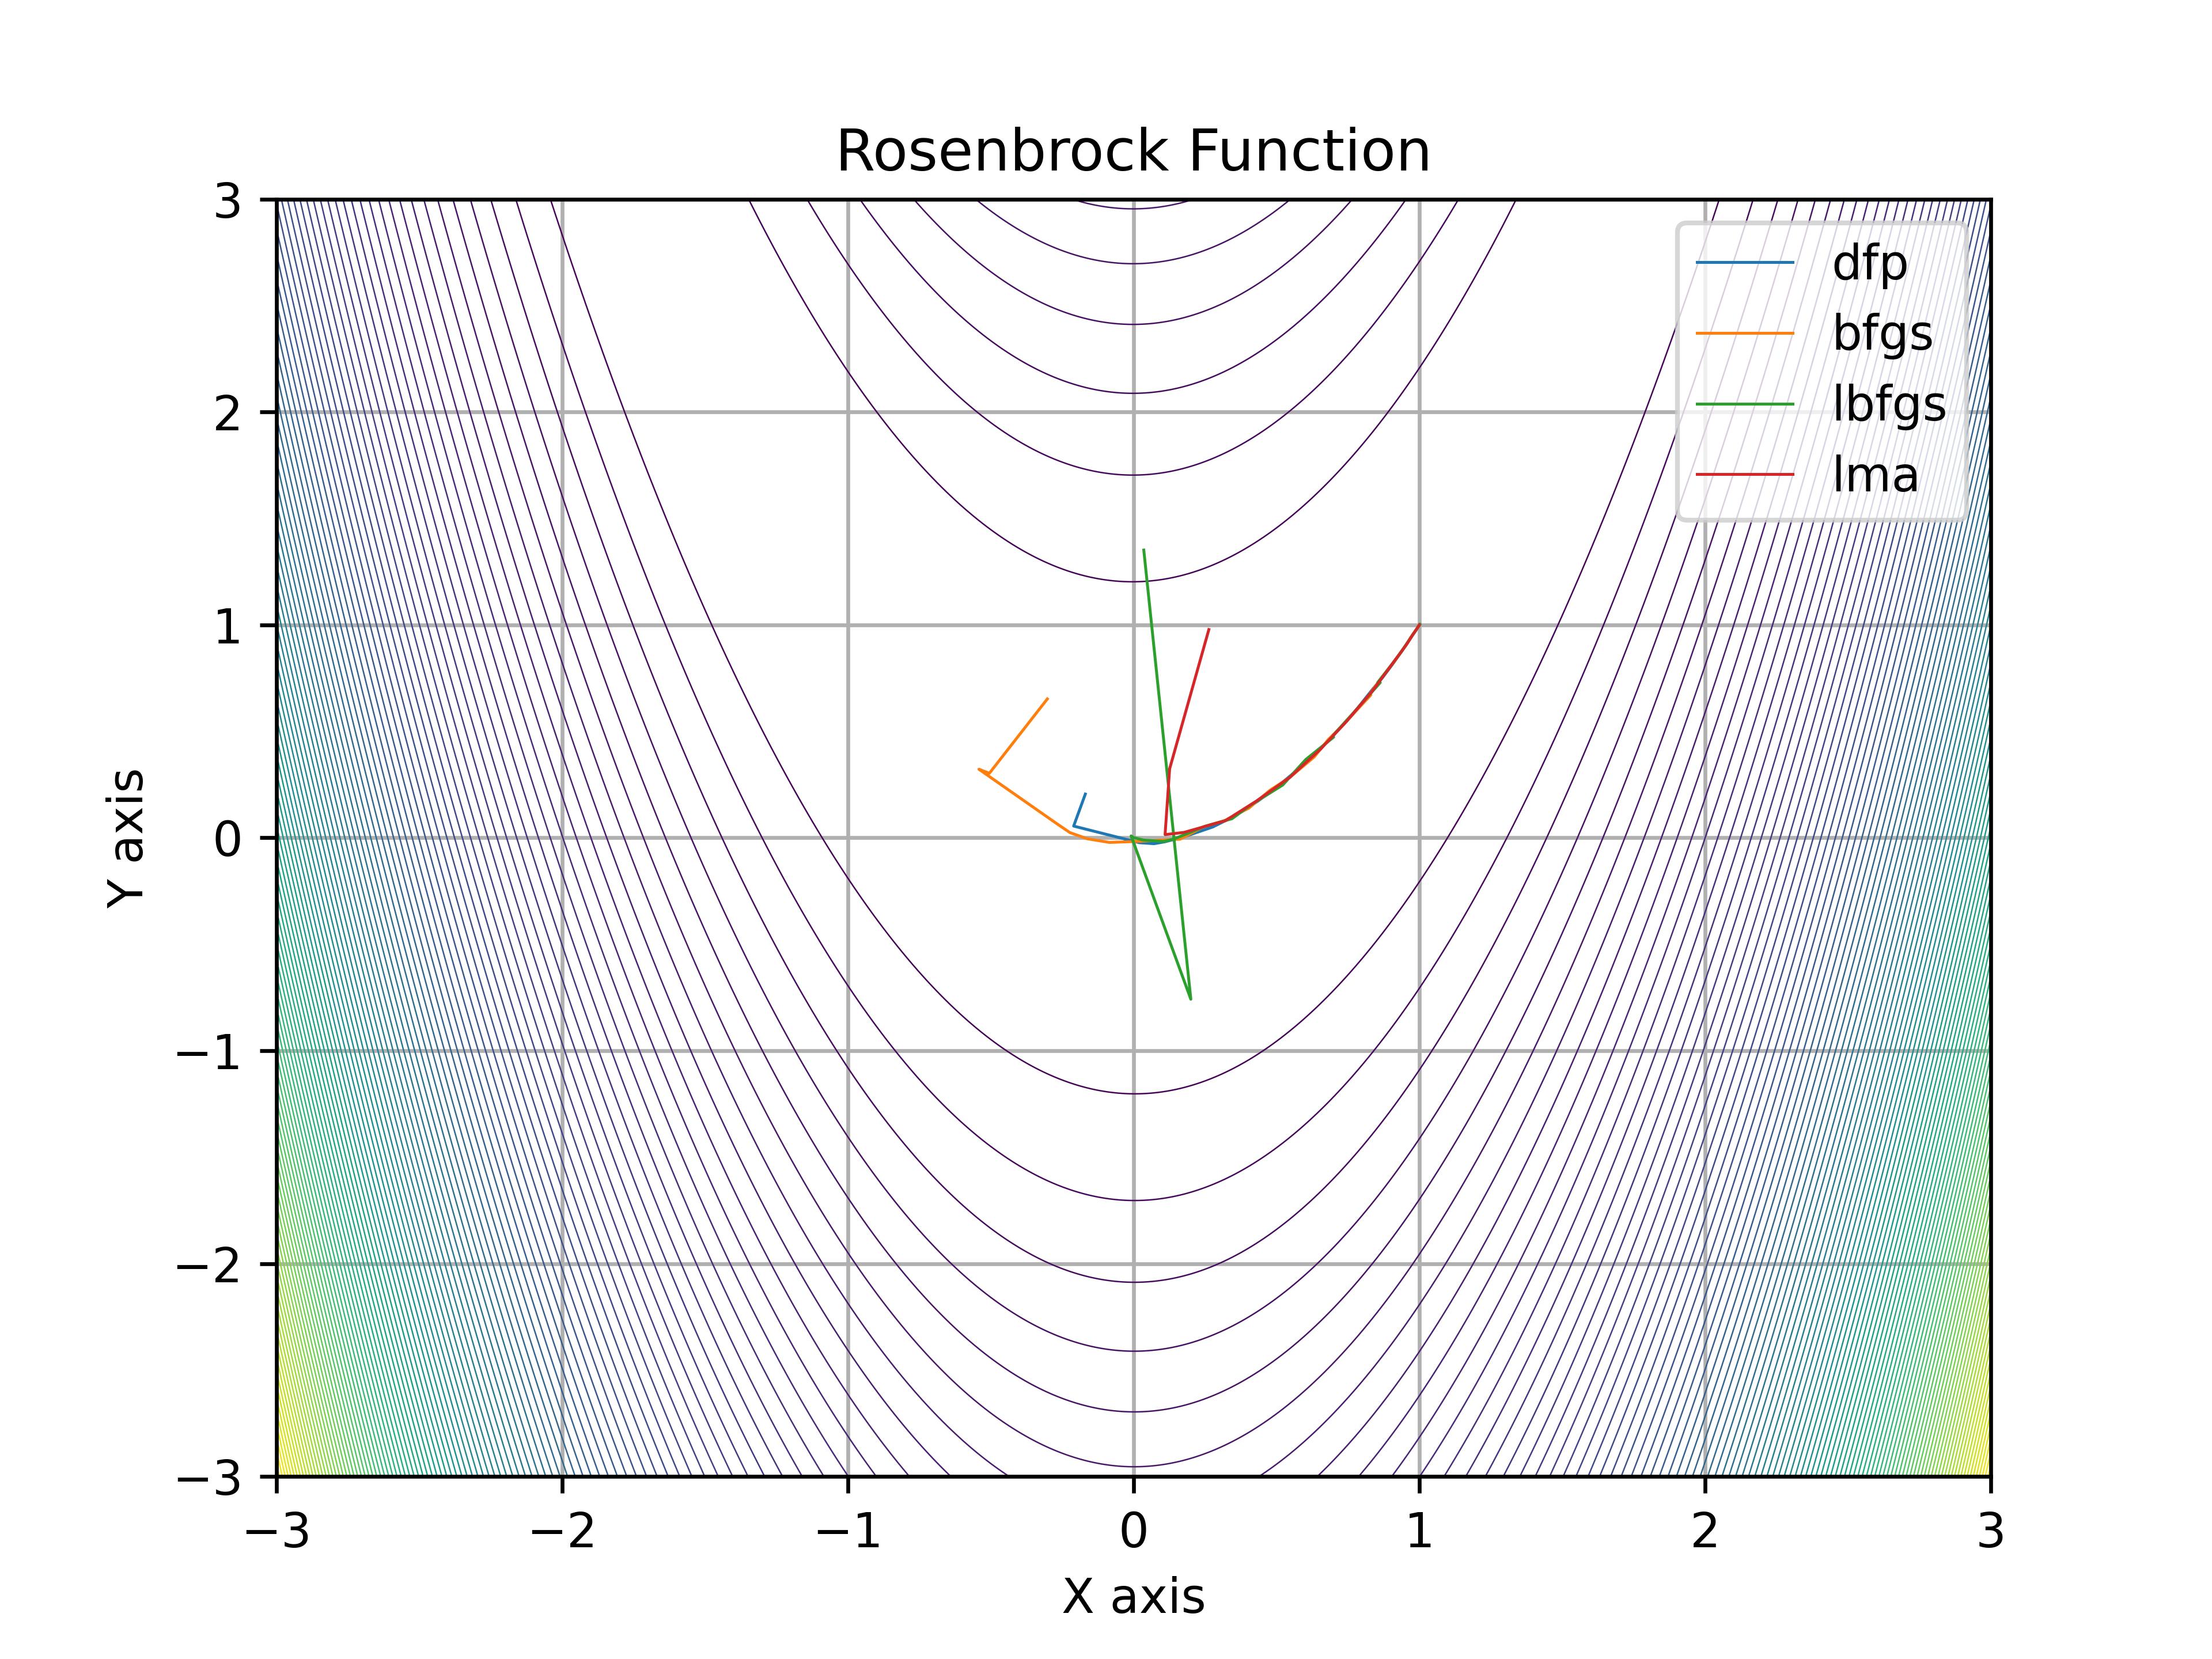 Rosenbrock Function
3
2
1
0
−1
−2
−3
Y axis
−3 −2 −1 0 1 2 3
X axis
dfp
bfgs
lbfgs
lma